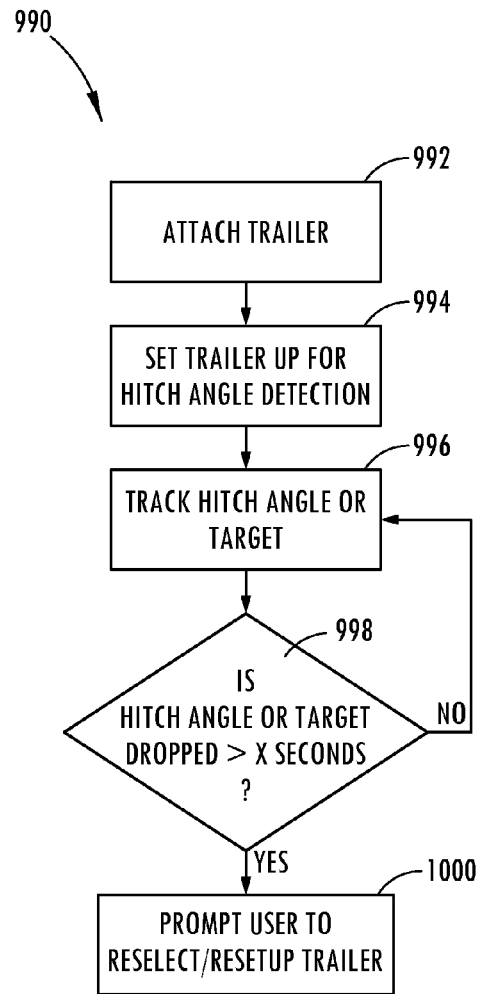 990
992
ATTACH TRAILER
994
SET TRAILER UP FOR
HITCH ANGLE DETECTION
996
TRACK HITCH ANGLE OR
TARGET
998
IS
HITCH ANGLE OR TARGET
DROPPED > X SECONDS
?
NO
YES
1000
PROMPT USER TO
RESELECT/RESETUP TRAILER